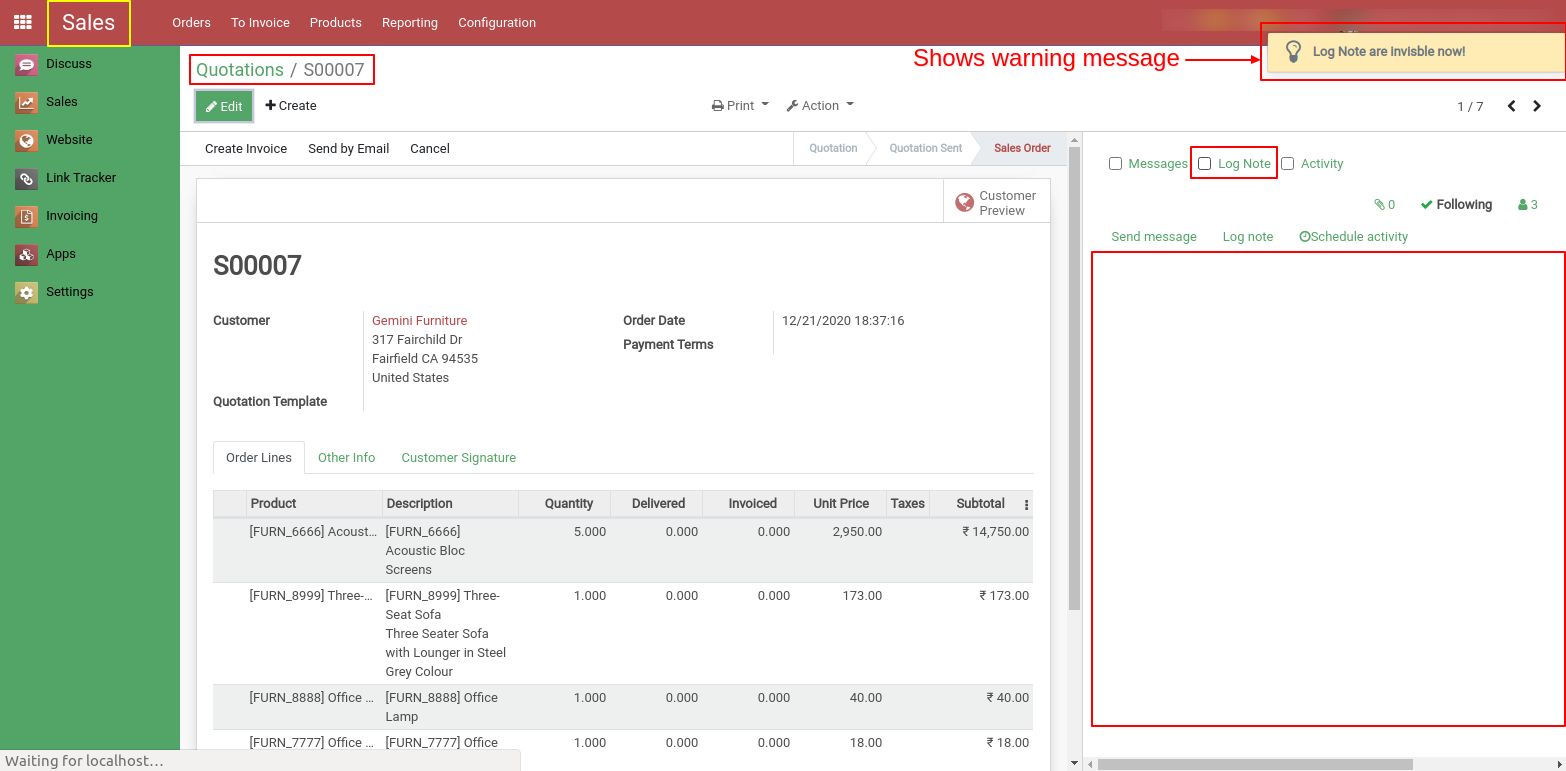 Sales
Orders To Invoice Products Reporting Configuration
Shows warning message
Log Note are invisble now!
Discuss
Sales
Website
Link Tracker
Invoicing
Apps
Settings
Quotations / S00007
Edit Create
Print Action
1 / 7
Create Invoice Send by Email Cancel
Quotation Quotation Sent Sales Order
Customer
Preview
S00007
Customer Gemini Furniture
317 Fairchild Dr
Fairfield CA 94535
United States
Quotation Template
Order Date 12/21/2020 18:37:16
Payment Terms
Order Lines Other Info Customer Signature
Product Description Quantity Delivered Invoiced Unit Price Taxes Subtotal
[FURN_6666] Acoust... [FURN_6666] 5.000 0.000 0.000 2,950.00 ₹ 14,750.00
Acoustic Bloc
Screens
[FURN_8999] Three-... [FURN_8999] Three- 1.000 0.000 0.000 173.00 ₹ 173.00
Seat Sofa
Three Seater Sofa
with Lounger in Steel
Grey Colour
[FURN_8888] Office ... [FURN_8888] Office 1.000 0.000 0.000 40.00 ₹ 40.00
Lamp
[FURN_7777] Office ... [FURN_7777] Office 1.000 0.000 0.000 18.00 ₹ 18.00
Messages Log Note Activity
0 Following 3
Send message Log note Schedule activity
Waiting for localhost…